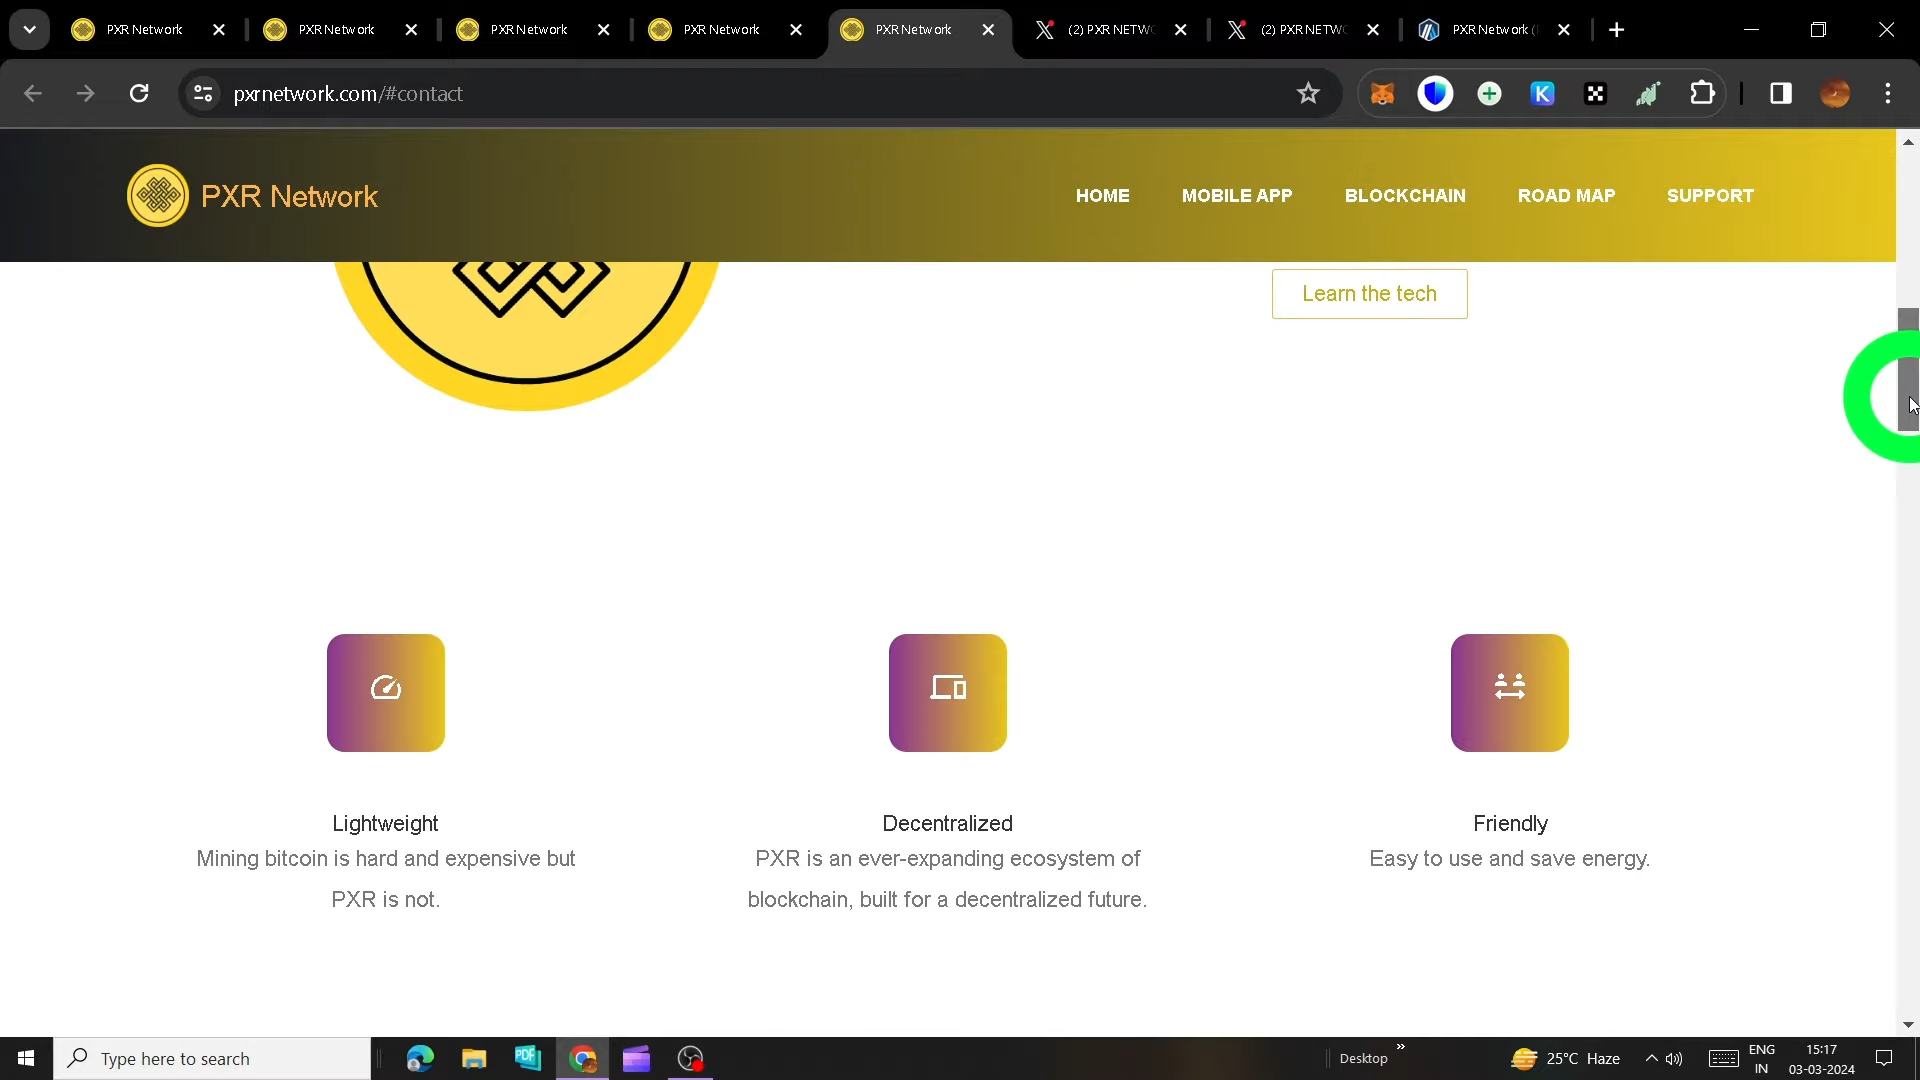 PXR Network
PXR Network
PXR Network
PXR Network
PXR Network
(2) PXR NETW
(2) PXR NETW
PXR Network (
pxrnetwork.com/#contact
PXR Network
HOME
MOBILE APP
BLOCKCHAIN
ROAD MAP
SUPPORT
Learn the tech
Lightweight
Mining bitcoin is hard and expensive but
PXR is not.
Decentralized
PXR is an ever-expanding ecosystem of
blockchain, built for a decentralized future.
Friendly
Easy to use and save energy.
Type here to search
PDF
Desktop
25°C Haze
ENG
IN
15:17
03-03-2024